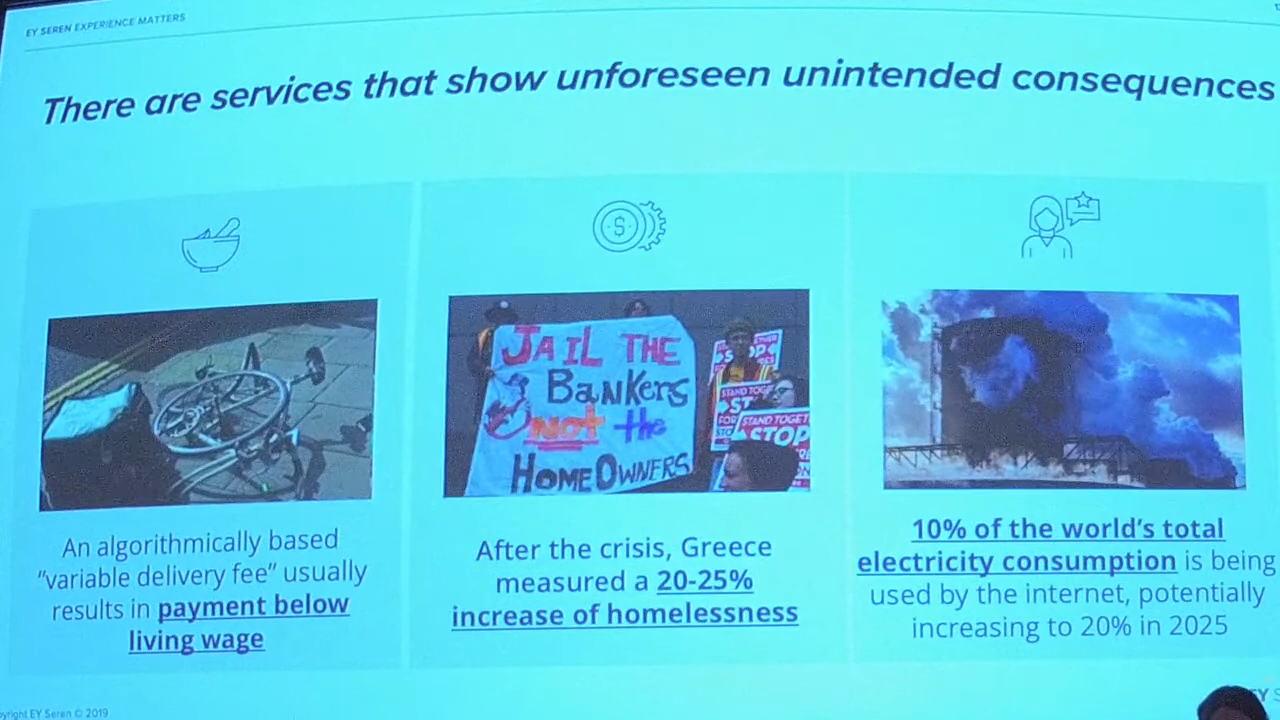 EY SEREN EXPERIENCE MATTERS
There are services that show unforeseen unintended consequences
JAIL THE
BANKERS
NOT the
HOMEOWNERS
STAND TOGETHER
STOP
An algorithmically based
"variable delivery fee" usually
results in payment below
living wage
After the crisis, Greece
measured a 20-25%
increase of homelessness
10% of the world's total
electricity consumption is being
used by the internet, potentially
increasing to 20% in 2025
EY Seren © 2019
EY S